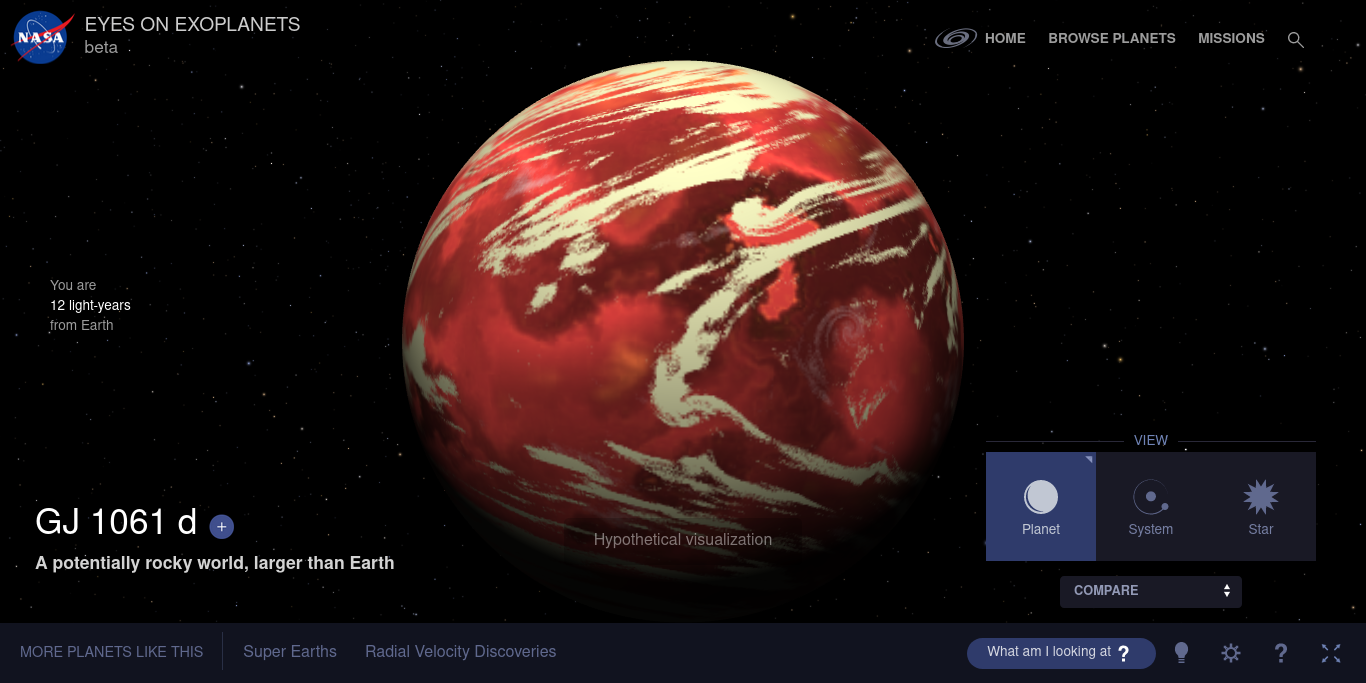 NASA
EYES ON EXOPLANETS
beta
HOME
BROWSE PLANETS
MISSIONS
You are
12 light-years
from Earth
VIEW
Planet
System
Star
GJ 1061 d +
A potentially rocky world, larger than Earth
Hypothetical visualization
COMPARE
MORE PLANETS LIKE THIS
Super Earths
Radial Velocity Discoveries
What am I looking at ?
?